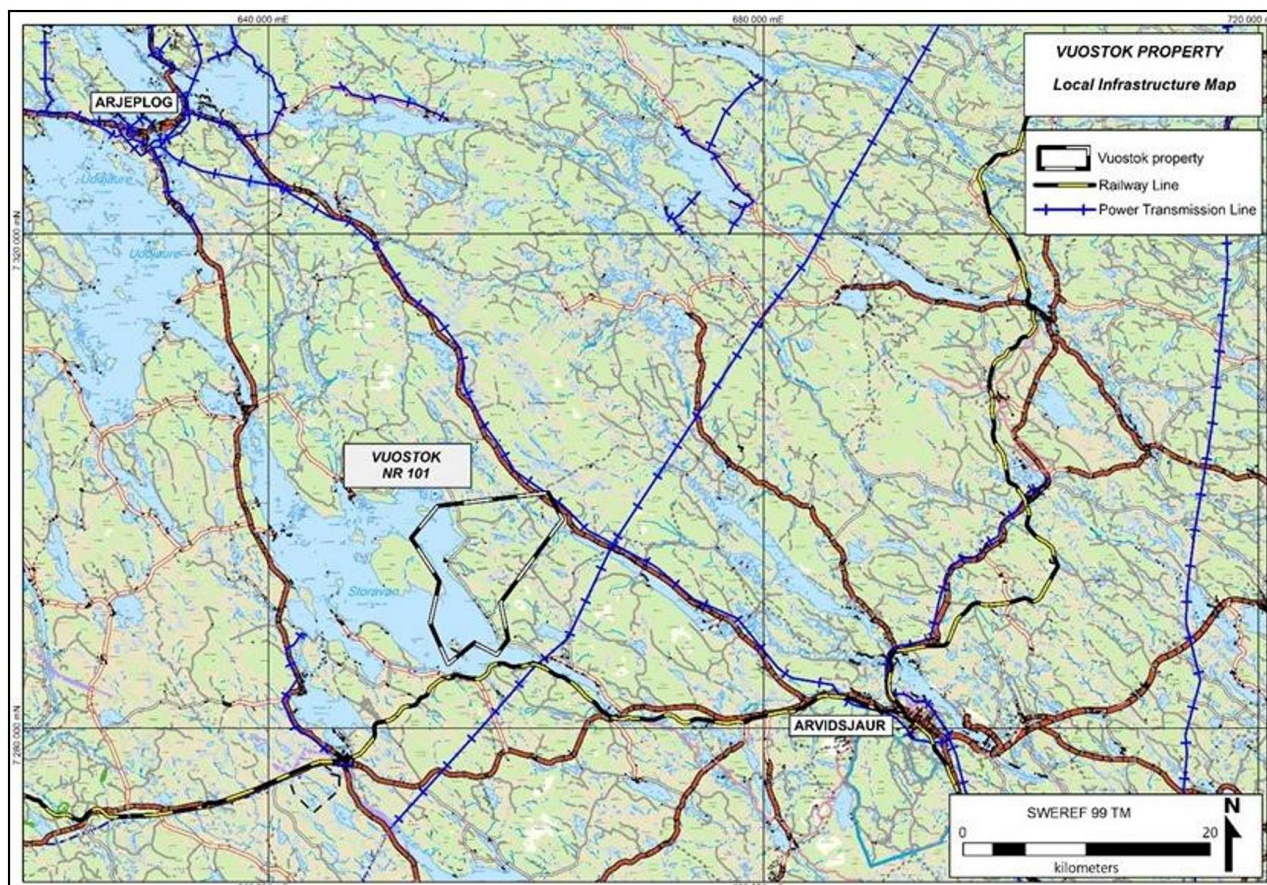 640 000 mE
680 000 mE
720 000 m
VUOSTOK PROPERTY
Local Infrastructure Map
ARJEPLOG
Vuostok property
Railway Line
Power Transmission Line
Uddjaure
7 320 000 mN
Uddjaure
VUOSTOK
NR 101
Storavan
7 280 000 mN
ARVIDSJAUR
SWEREF 99 TM
N
0
20
kilometers